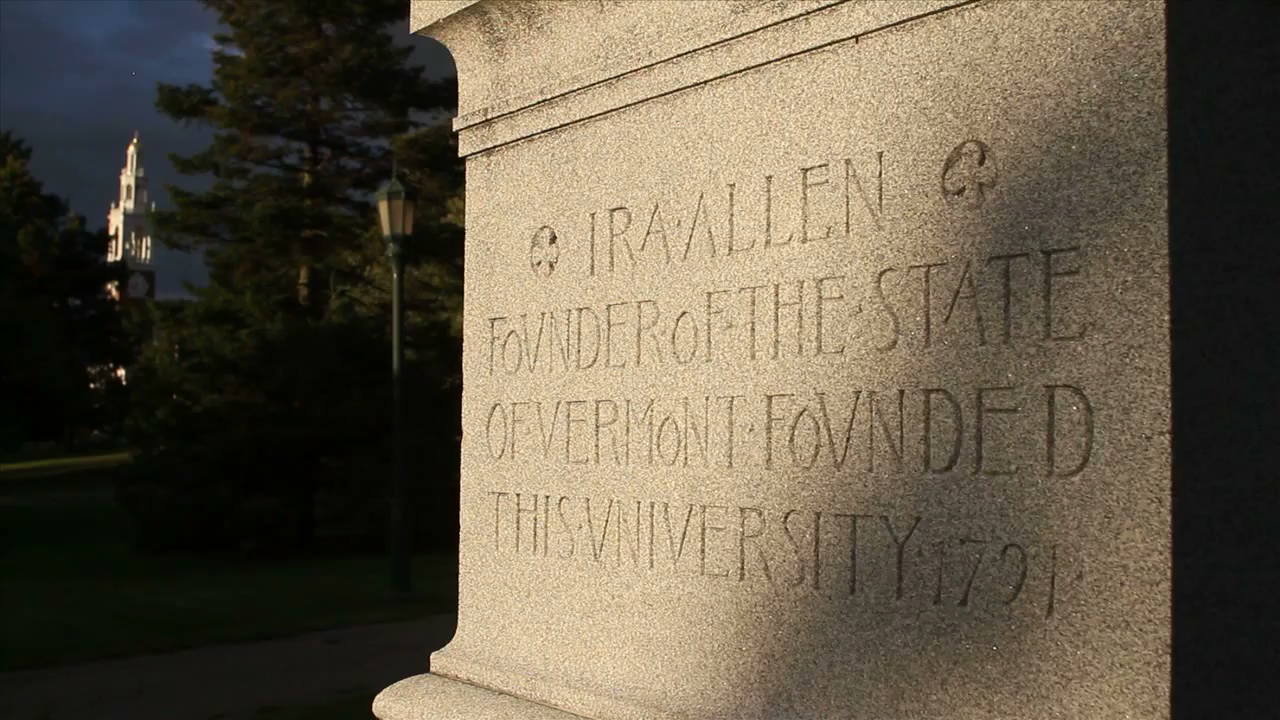 IRA·ALLEN
FOVNDER·OF·THE·STATE
OF·VERMONT·FOVNDED
THIS·VNIVERSITY·1791·